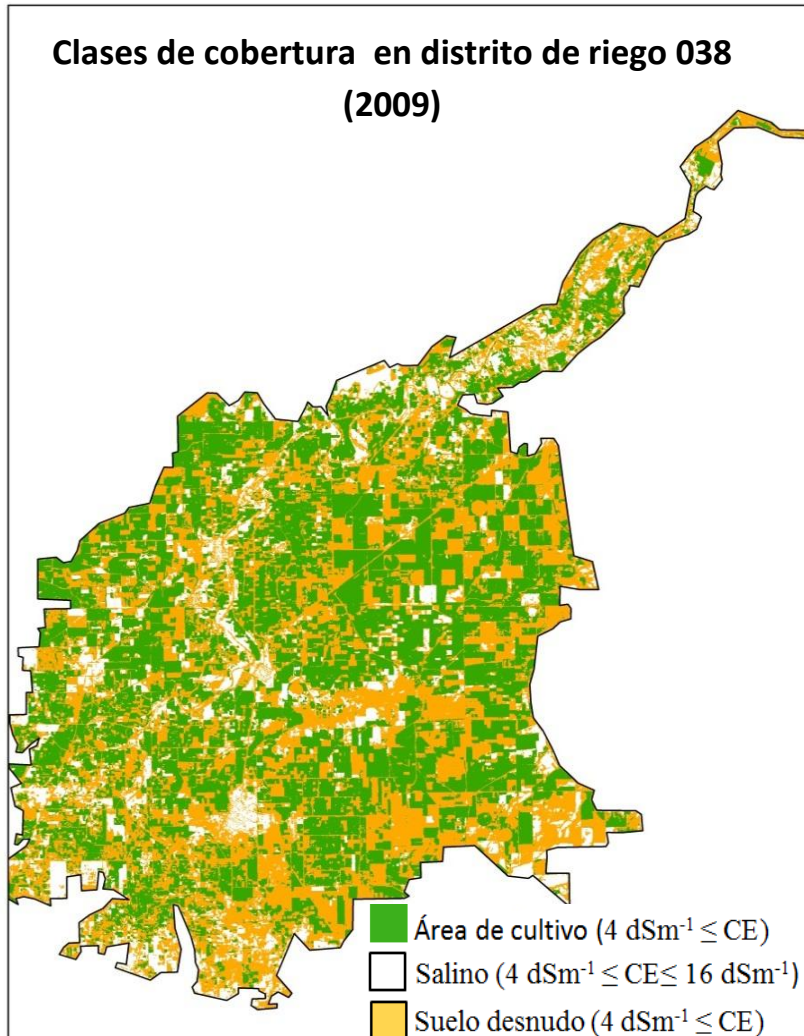 Clases de cobertura en distrito de riego 038
(2009)
Área de cultivo (4 dSm⁻¹ ≤ CE)
Salino (4 dSm⁻¹ ≤ CE≤ 16 dSm⁻¹)
Suelo desnudo (4 dSm⁻¹ ≤ CE)